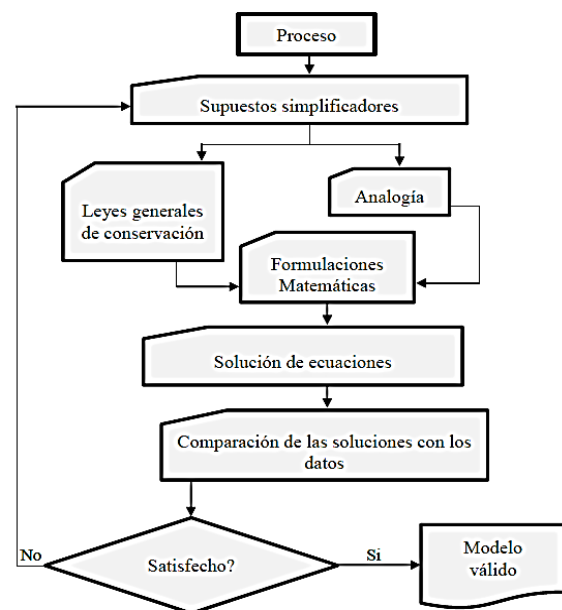 Proceso
Supuestos simplificadores
Leyes generales
de conservación
Analogía
Formulaciones
Matemáticas
Solución de ecuaciones
Comparación de las soluciones con los
datos
No
Satisfecho?
Si
Modelo
válido